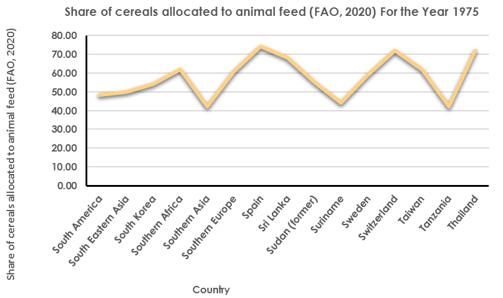 Share of cereals allocated to animal feed (FAO, 2020) For the Year 1975
Share of cereals allocated to animal feed (FAO, 2020)
80.00
70.00
60.00
50.00
40.00
30.00
20.00
10.00
0.00
South America
South Eastern Asia
South Korea
Southern Africa
Southern Asia
Southern Europe
Spain
Sri Lanka
Sudan (former)
Suriname
Sweden
Switzerland
Taiwan
Tanzania
Thailand
Country